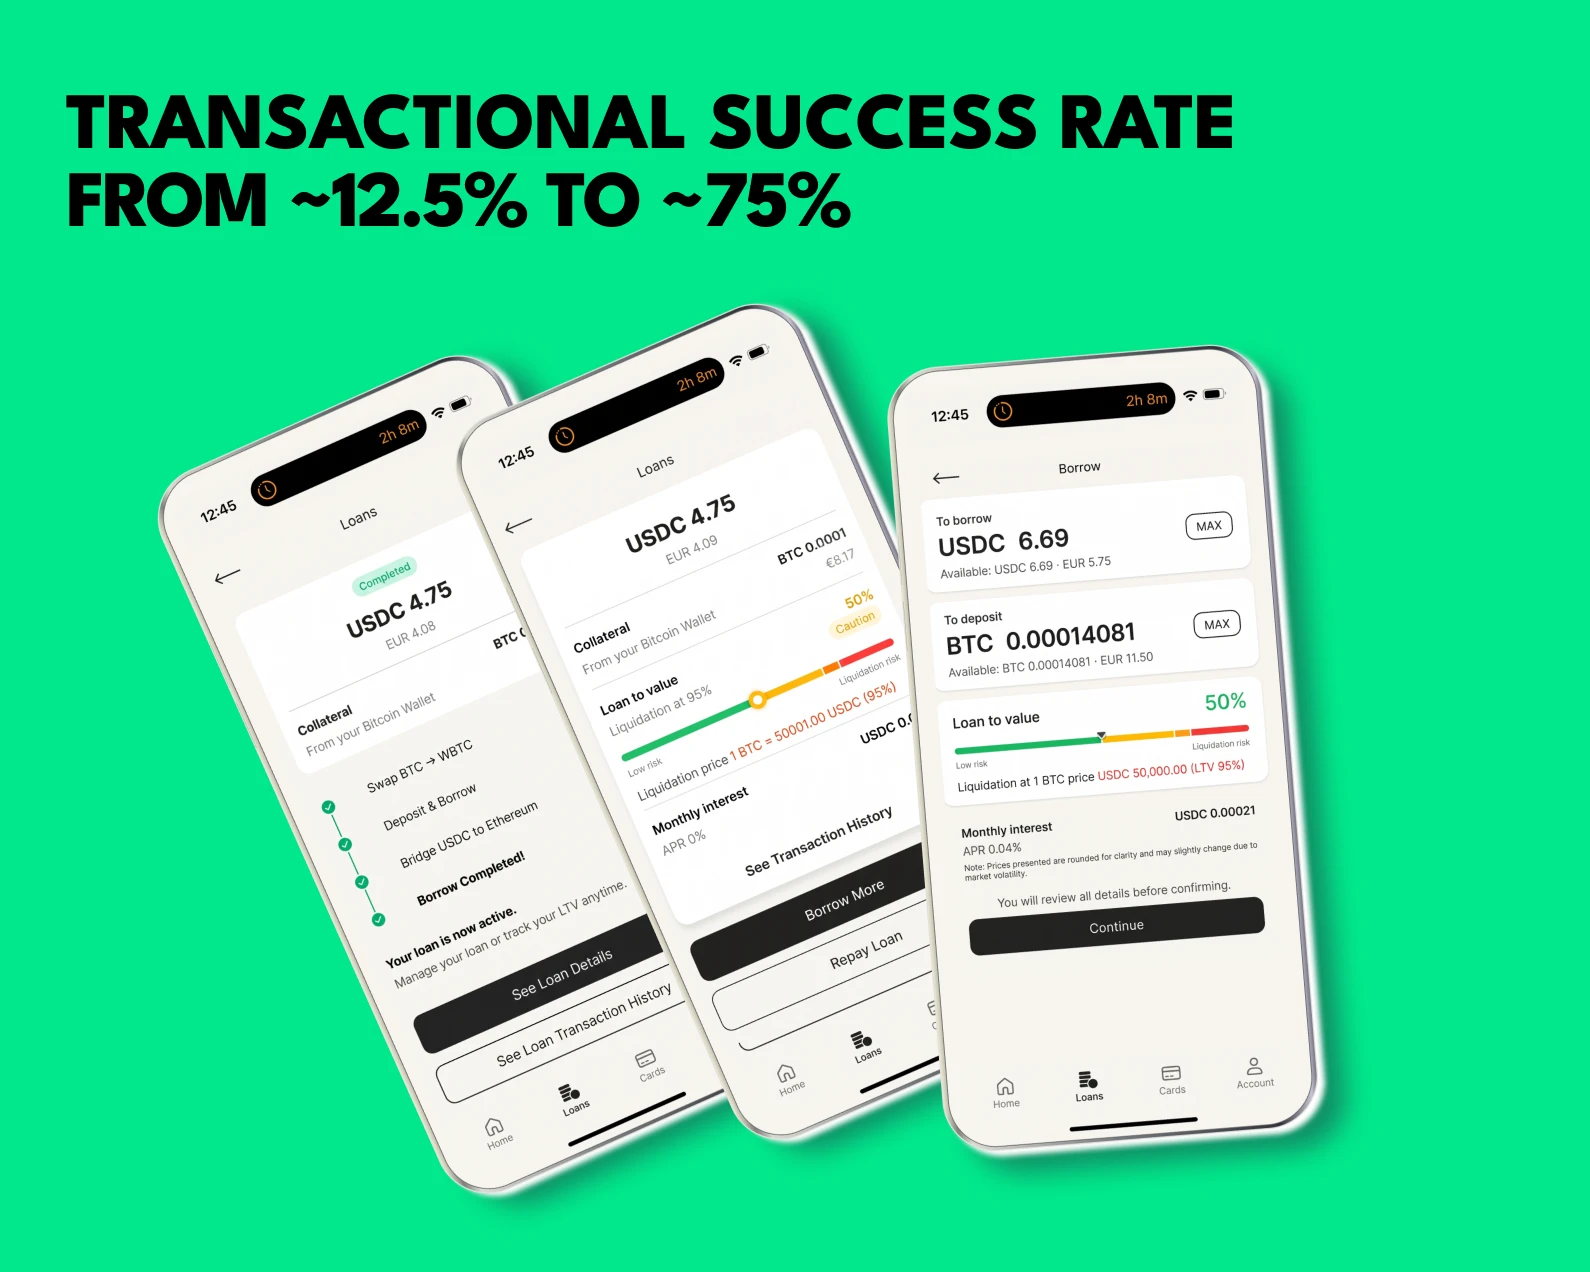 TRANSACTIONAL SUCCESS RATE
FROM ~12.5% TO ~75%
12:45
2h 8m
Loans
Completed
USDC 4.75
EUR 4.08
Collateral
From your Bitcoin Wallet
BTC
Swap BTC → WBTC
Deposit & Borrow
Bridge USDC to Ethereum
Borrow Completed!
Your loan is now active.
Manage your loan or track your LTV anytime.
See Loan Details
See Loan Transaction History
Home
Loans
Cards
12:45
2h 8m
Loans
USDC 4.75
EUR 4.09
Collateral
BTC 0.0001
From your Bitcoin Wallet
€8.17
Loan to value
50%
Liquidation at 95%
Caution
Low risk
Liquidation risk
Liquidation price 1 BTC = 50001.00 USDC (95%)
Monthly interest
USDC 0.0
APR 0%
See Transaction History
Borrow More
Repay Loan
Home
Loans
12:45
2h 8m
Borrow
To borrow
USDC 6.69
MAX
Available: USDC 6.69 · EUR 5.75
To deposit
BTC 0.00014081
MAX
Available: BTC 0.00014081 · EUR 11.50
Loan to value
50%
Low risk
Liquidation risk
Liquidation at 1 BTC price USDC 50,000.00 (LTV 95%)
Monthly interest
USDC 0.00021
APR 0.04%
Note: Prices presented are rounded for clarity and may slightly change due to
market volatility.
You will review all details before confirming.
Continue
Home
Loans
Cards
Account